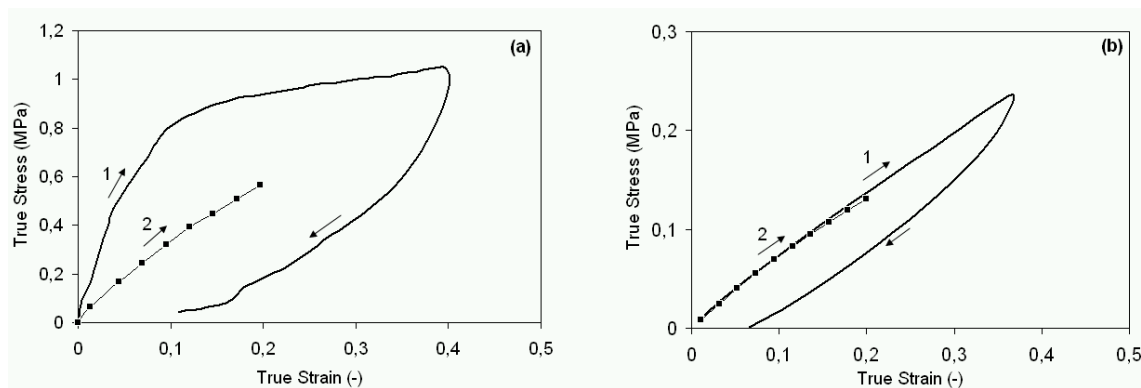 (a)
True Stress (MPa)
1,2
1
0,8
0,6
0,4
0,2
0
1
2
0 0,1 0,2 0,3 0,4 0,5
True Strain (-)
(b)
True Stress (MPa)
0,3
0,2
0,1
0
1
2
0 0,1 0,2 0,3 0,4 0,5
True Strain (-)